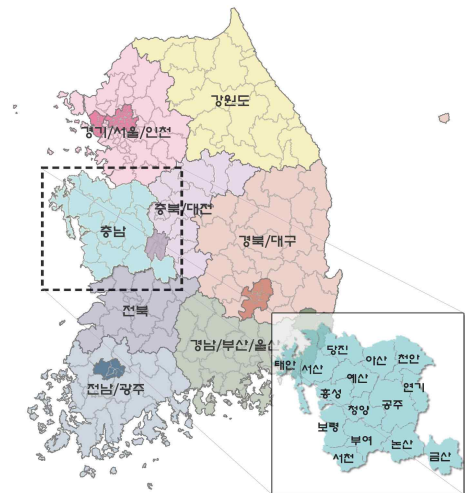 강원도
경기/서울/인천
충북/대전
충남
경북/대구
전북
경남/부산/울산
전남/광주
당진
아산
천안
태안
서산
예산
연기
홍성
청양
공주
보령
부여
논산
서천
금산